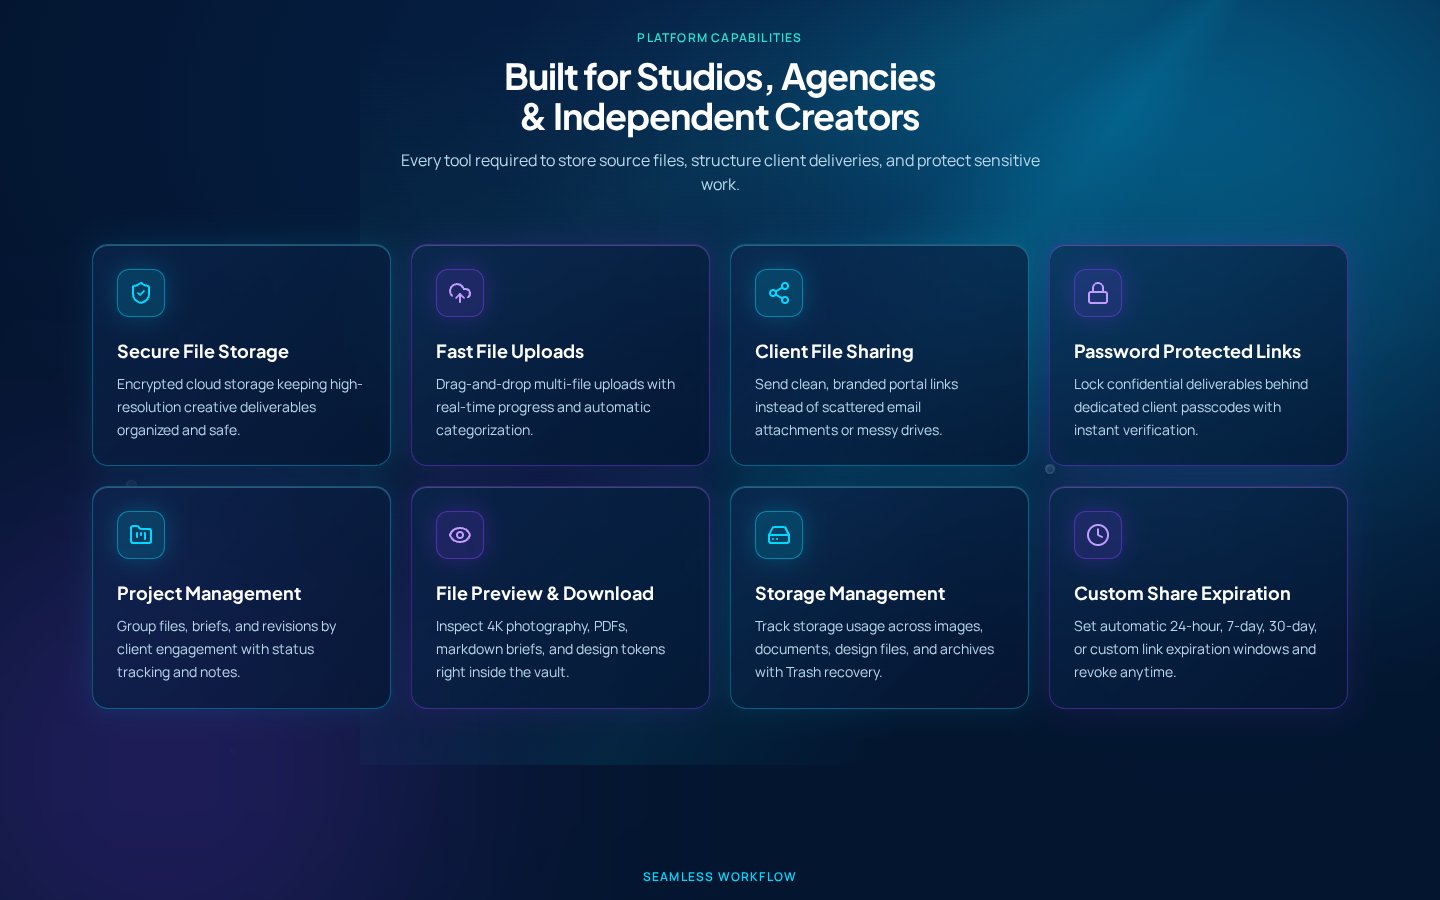 PLATFORM CAPABILITIES
Built for Studios, Agencies
& Independent Creators
Every tool required to store source files, structure client deliveries, and protect sensitive
work.
Secure File Storage
Encrypted cloud storage keeping high-
resolution creative deliverables
organized and safe.
Fast File Uploads
Drag-and-drop multi-file uploads with
real-time progress and automatic
categorization.
Client File Sharing
Send clean, branded portal links
instead of scattered email
attachments or messy drives.
Password Protected Links
Lock confidential deliverables behind
dedicated client passcodes with
instant verification.
Project Management
Group files, briefs, and revisions by
client engagement with status
tracking and notes.
File Preview & Download
Inspect 4K photography, PDFs,
markdown briefs, and design tokens
right inside the vault.
Storage Management
Track storage usage across images,
documents, design files, and archives
with Trash recovery.
Custom Share Expiration
Set automatic 24-hour, 7-day, 30-day,
or custom link expiration windows and
revoke anytime.
SEAMLESS WORKFLOW